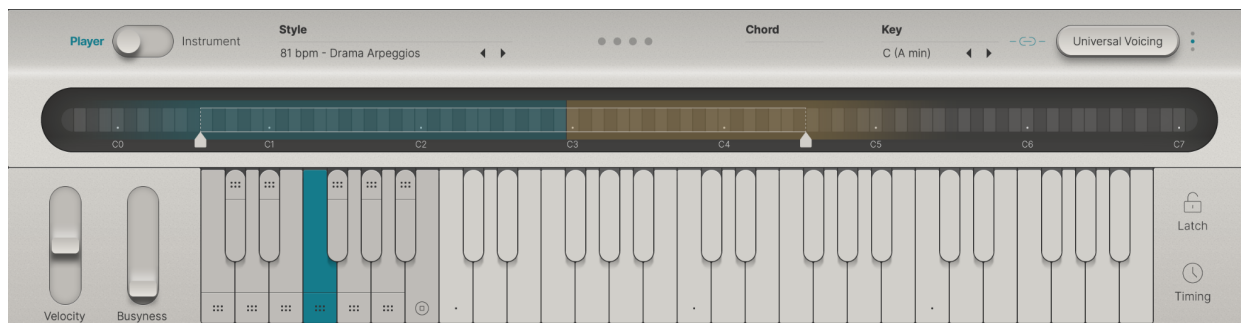 Player
Instrument
Style
81 bpm - Drama Arpeggios
Chord
Key
C (A min)
Universal Voicing
C0 C1 C2 C3 C4 C5 C6 C7
Velocity
Busyness
Latch
Timing